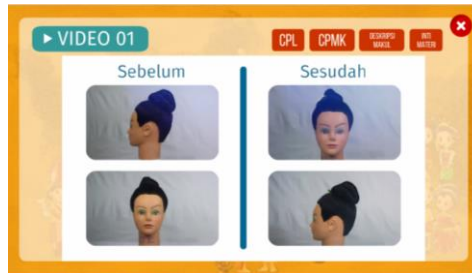 VIDEO 01
CPL
CPMK
DESKRIPSI
MAKUL
INTI
MATERI
Sebelum
Sesudah